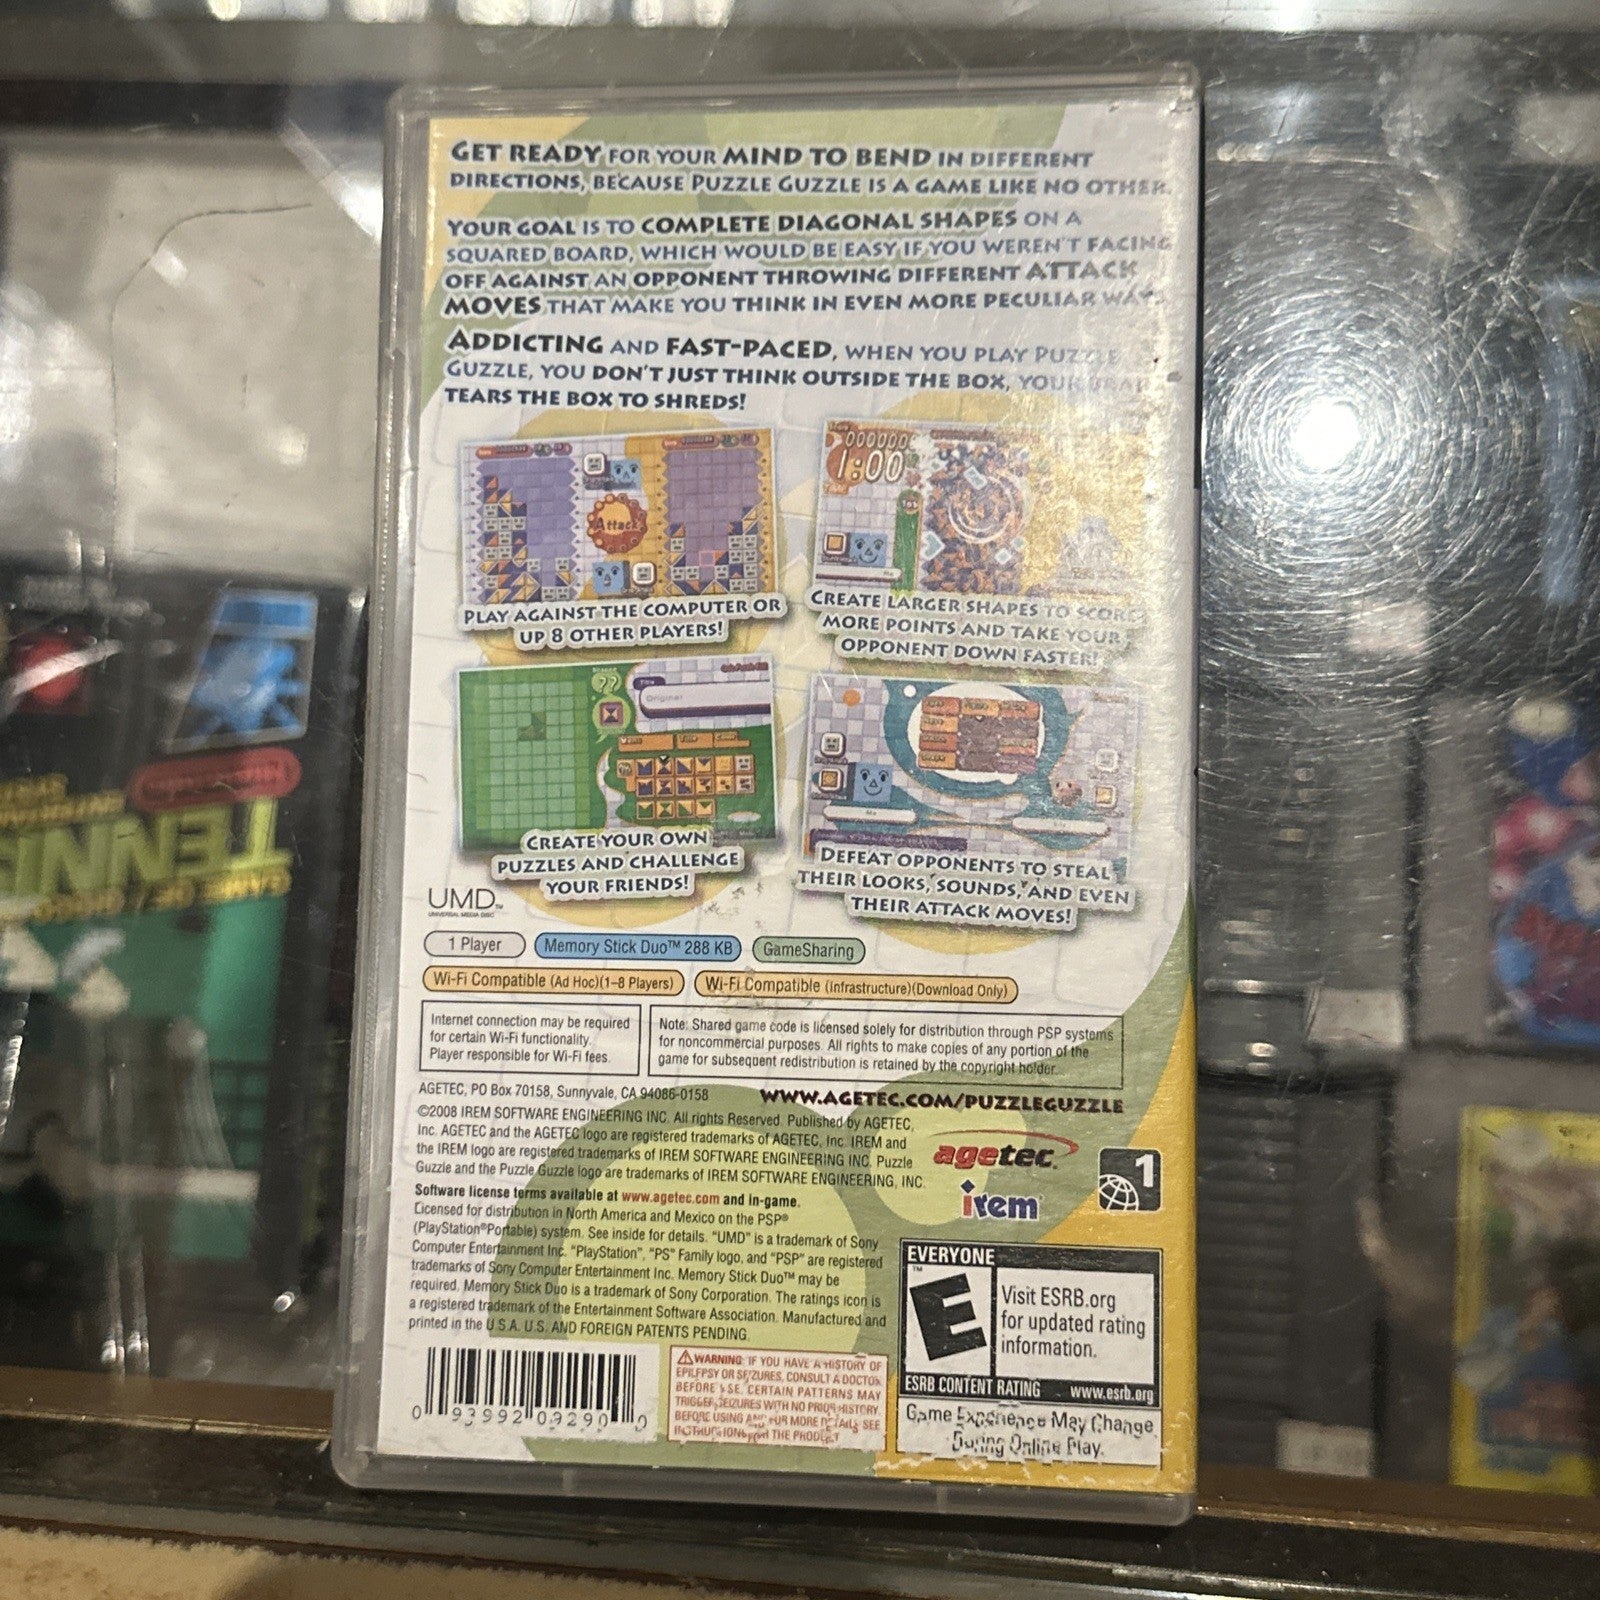 GET READY FOR YOUR MIND TO BEND IN DIFFERENT
DIRECTIONS, BECAUSE PUZZLE GUZZLE IS A GAME LIKE NO OTHER.
YOUR GOAL IS TO COMPLETE DIAGONAL SHAPES ON A
SQUARED BOARD, WHICH WOULD BE EASY IF YOU WEREN'T FACING
OFF AGAINST AN OPPONENT THROWING DIFFERENT ATTACK
MOVES THAT MAKE YOU THINK IN EVEN MORE PECULIAR WAYS.
ADDICTING AND FAST-PACED, WHEN YOU PLAY PUZZLE
GUZZLE, YOU DON'T JUST THINK OUTSIDE THE BOX, YOUR BRAIN
TEARS THE BOX TO SHREDS!
Attack
000000
1:00
PLAY AGAINST THE COMPUTER OR
UP 8 OTHER PLAYERS!
CREATE LARGER SHAPES TO SCORE
MORE POINTS AND TAKE YOUR
OPPONENT DOWN FASTER!
??
Title
Original
CREATE YOUR OWN
PUZZLES AND CHALLENGE
YOUR FRIENDS!
DEFEAT OPPONENTS TO STEAL
THEIR LOOKS, SOUNDS, AND EVEN
THEIR ATTACK MOVES!
UMD™
UNIVERSAL MEDIA DISC
1 Player
Memory Stick Duo™ 288 KB
GameSharing
Wi-Fi Compatible (Ad Hoc)(1–8 Players)
Wi-Fi Compatible (Infrastructure)(Download Only)
Internet connection may be required
for certain Wi-Fi functionality.
Player responsible for Wi-Fi fees.
Note: Shared game code is licensed solely for distribution through PSP systems
for noncommercial purposes. All rights to make copies of any portion of the
game for subsequent redistribution is retained by the copyright holder.
AGETEC, PO Box 70158, Sunnyvale, CA 94086-0158
WWW.AGETEC.COM/PUZZLEGUZZLE
©2008 IREM SOFTWARE ENGINEERING INC. All rights Reserved. Published by AGETEC,
Inc. AGETEC and the AGETEC logo are registered trademarks of AGETEC, Inc. IREM and
the IREM logo are registered trademarks of IREM SOFTWARE ENGINEERING INC. Puzzle
Guzzle and the Puzzle Guzzle logo are trademarks of IREM SOFTWARE ENGINEERING, INC.
agetec.
irem
1
Software license terms available at www.agetec.com and in-game.
Licensed for distribution in North America and Mexico on the PSP®
(PlayStation®Portable) system. See inside for details. "UMD" is a trademark of Sony
Computer Entertainment Inc. "PlayStation", "PS" Family logo, and "PSP" are registered
trademarks of Sony Computer Entertainment Inc. Memory Stick Duo™ may be
required. Memory Stick Duo is a trademark of Sony Corporation. The ratings icon is
a registered trademark of the Entertainment Software Association. Manufactured and
printed in the U.S.A. U.S. AND FOREIGN PATENTS PENDING.
EVERYONE
E
Visit ESRB.org
for updated rating
information.
ESRB CONTENT RATING www.esrb.org
Game Experience May Change
During Online Play.
0 93992 09290 0
WARNING: IF YOU HAVE A HISTORY OF
EPILEPSY OR SEIZURES, CONSULT A DOCTOR
BEFORE USE. CERTAIN PATTERNS MAY
TRIGGER SEIZURES WITH NO PRIOR HISTORY.
BEFORE USING AND FOR MORE DETAILS SEE
INSTRUCTIONS FOR THE PRODUCT
TENNIS